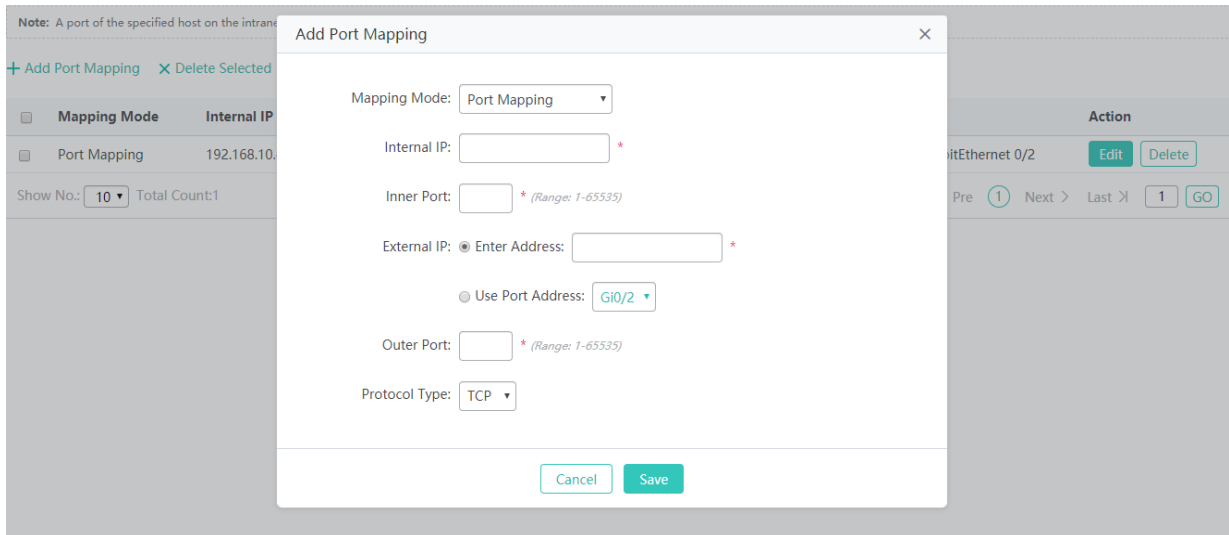 Note: A port of the specified host on the intrane
Add Port Mapping
+ Add Port Mapping × Delete Selected
Mapping Mode Internal IP Action
Port Mapping 192.168.10. bitEthernet 0/2 Edit Delete
Show No.: 10 Total Count:1 Pre 1 Next > Last 1 GO
Mapping Mode: Port Mapping
Internal IP: *
Inner Port: * (Range: 1-65535)
External IP: Enter Address: *
Use Port Address: Gi0/2
Outer Port: * (Range: 1-65535)
Protocol Type: TCP
Cancel Save